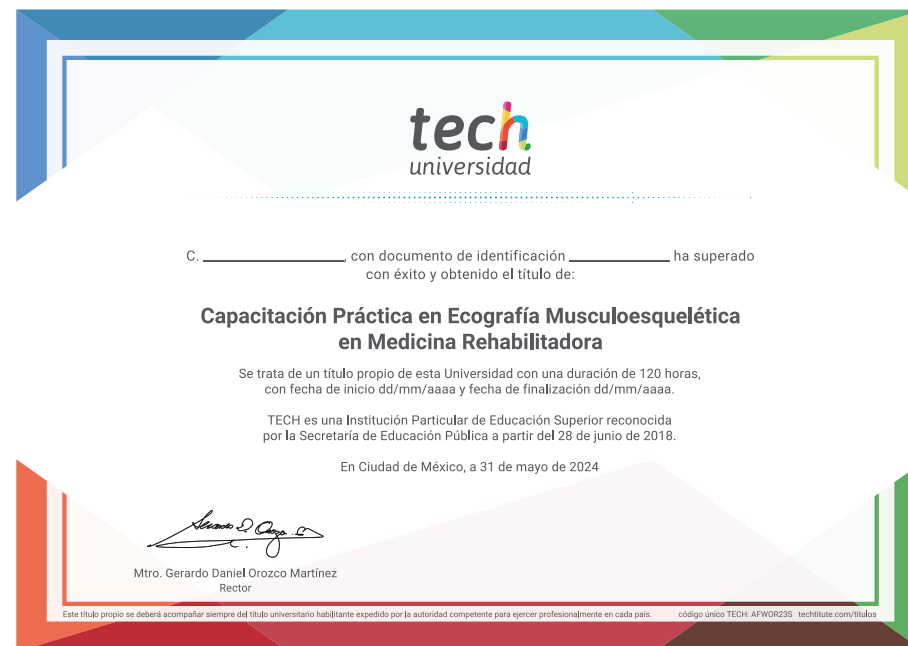 tech
universidad
C. ____________________, con documento de identificación ______________ ha superado
con éxito y obtenido el título de:
Capacitación Práctica en Ecografía Musculoesquelética
en Medicina Rehabilitadora
Se trata de un título propio de esta Universidad con una duración de 120 horas,
con fecha de inicio dd/mm/aaaa y fecha de finalización dd/mm/aaaa.
TECH es una Institución Particular de Educación Superior reconocida
por la Secretaría de Educación Pública a partir del 28 de junio de 2018.
En Ciudad de México, a 31 de mayo de 2024
Mtro. Gerardo Daniel Orozco Martínez
Rector
Este título propio se deberá acompañar siempre del título universitario habilitante expedido por la autoridad competente para ejercer profesionalmente en cada país. código único TECH: AFWOR23S techtitute.com/titulos